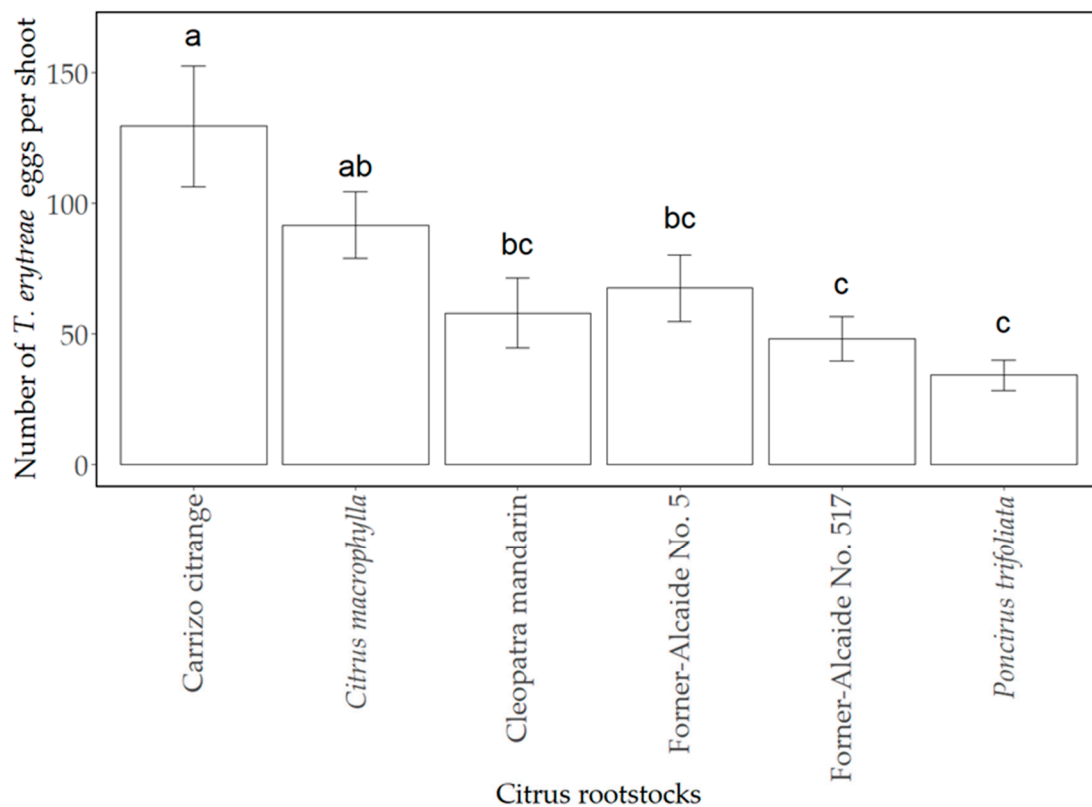 Number of T. erytreae eggs per shoot
150
100
50
0
a
ab
bc
bc
c
c
Carrizo citrange
Citrus macrophylla
Cleopatra mandarin
Forner-Alcaide No. 5
Forner-Alcaide No. 517
Poncirus trifoliata
Citrus rootstocks